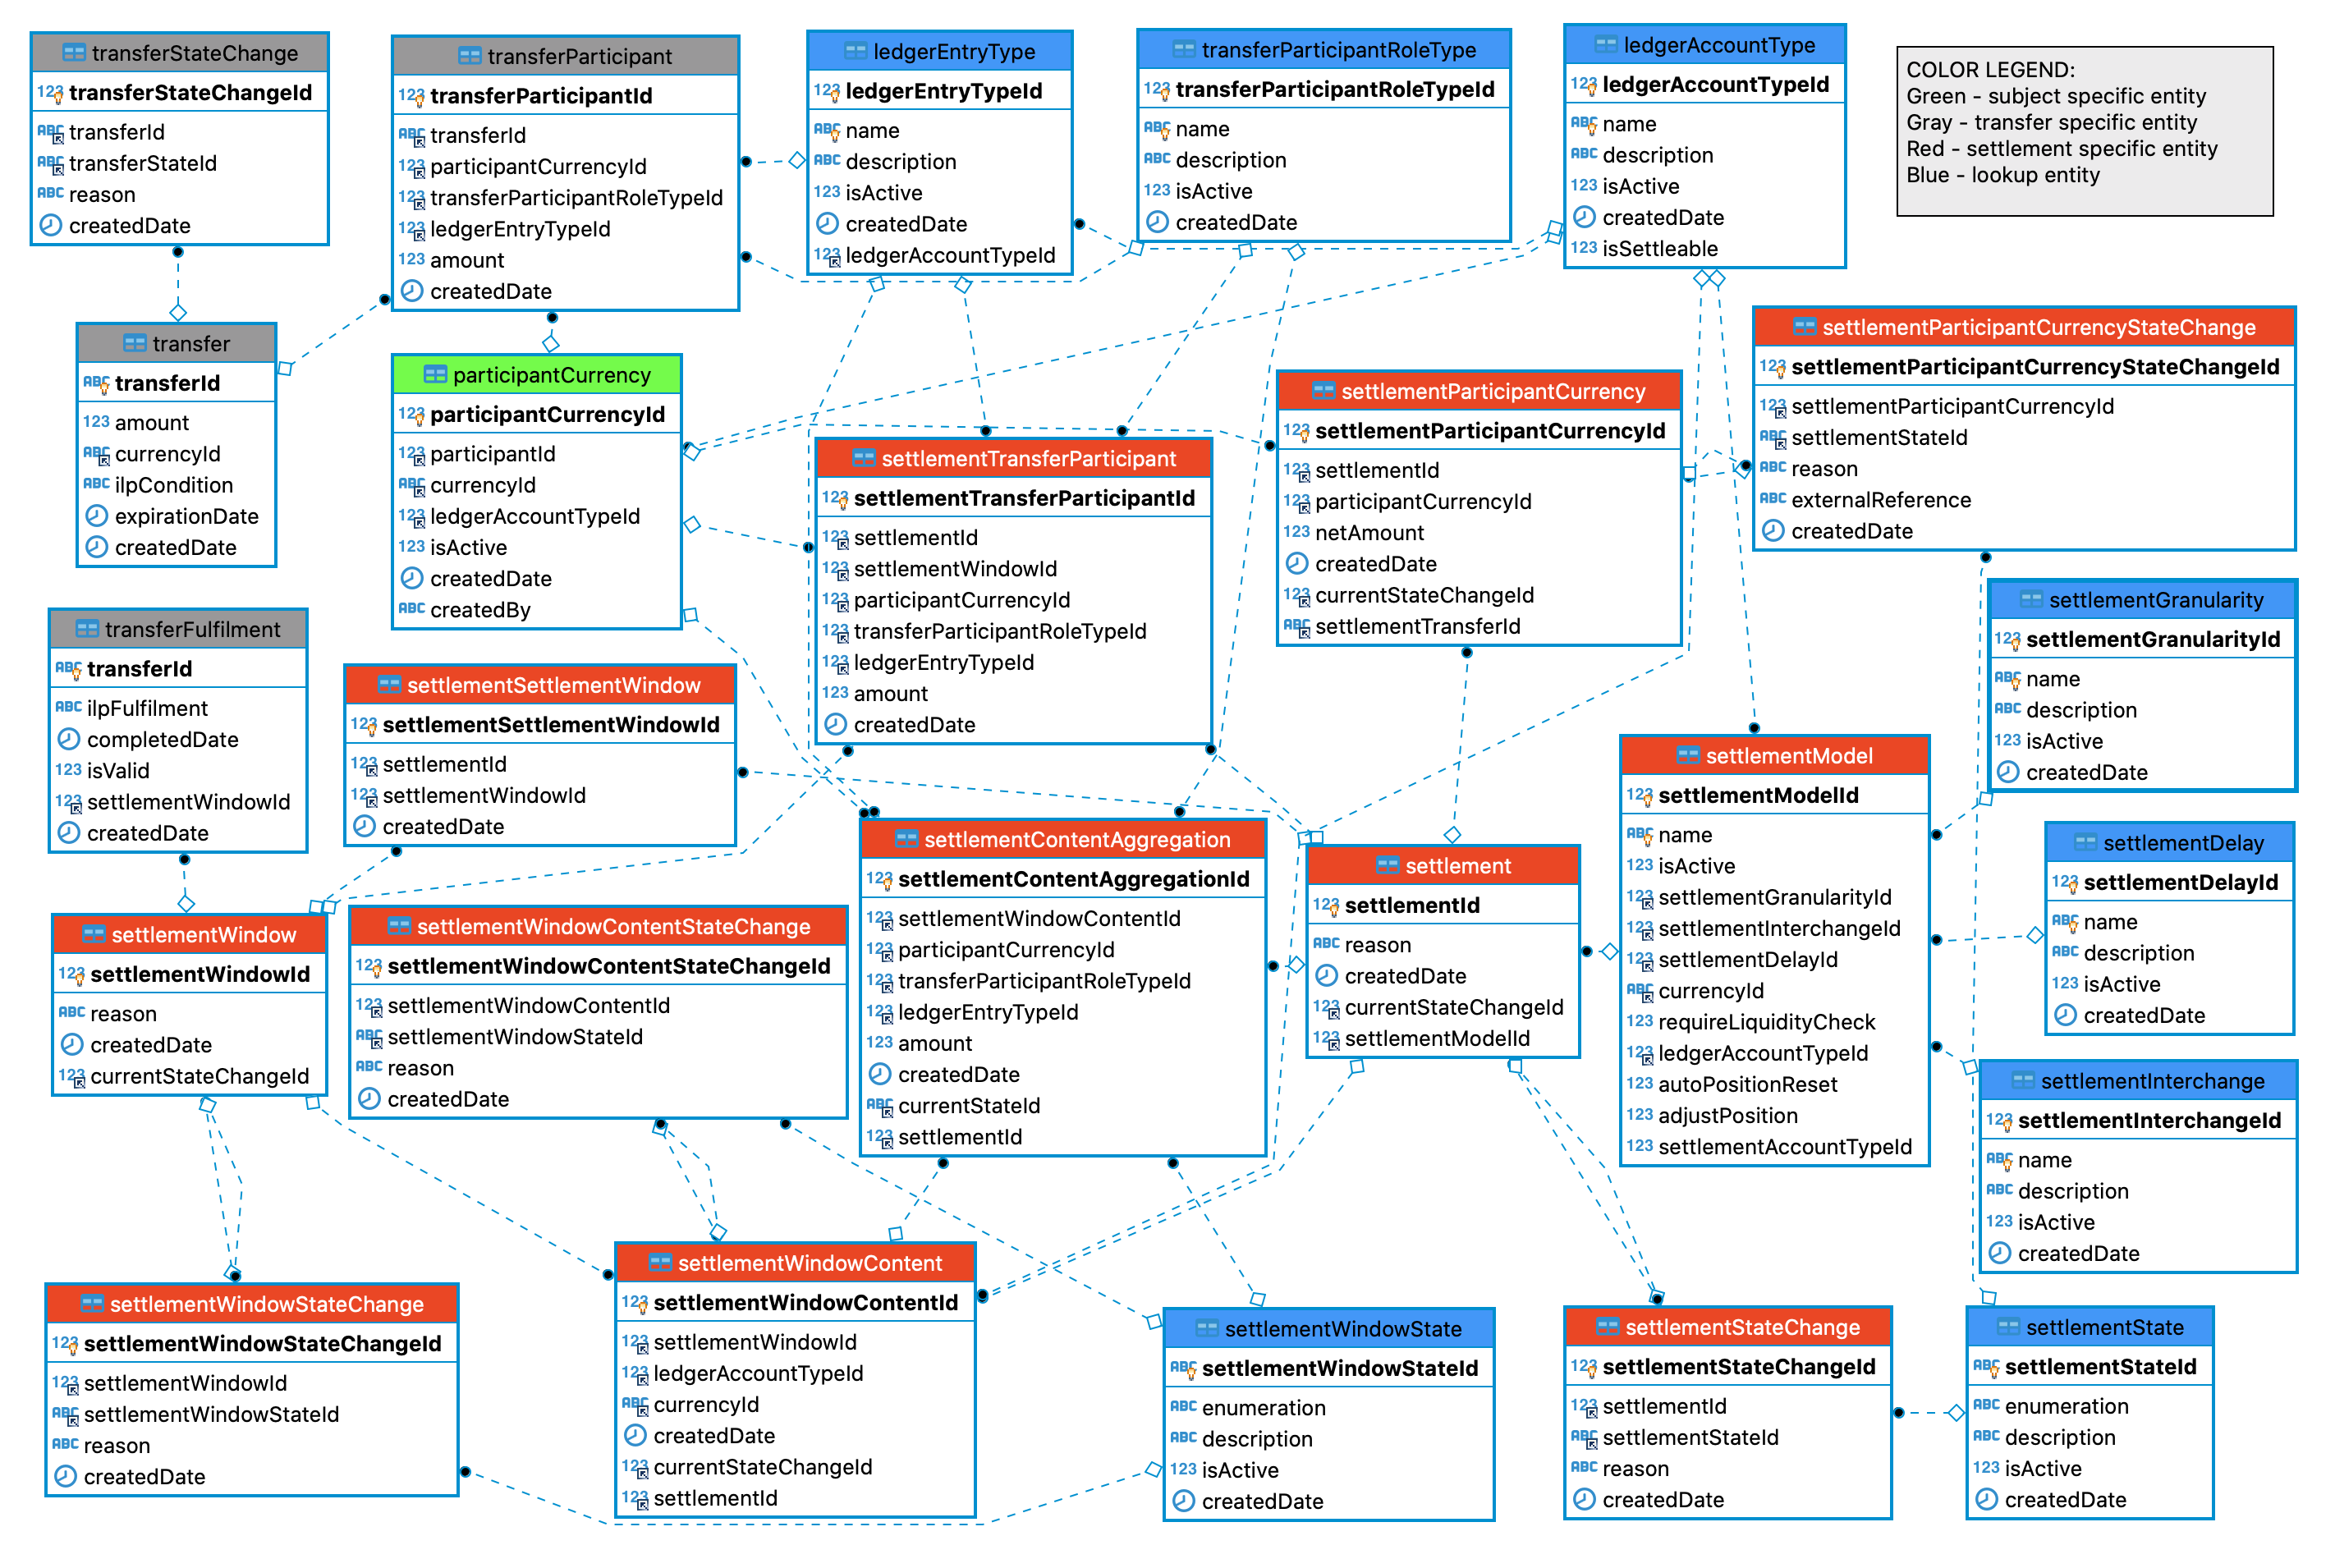 transferStateChange
transferStateChangeId
transferId
transferStateId
reason
createdDate
transferParticipant
transferParticipantId
transferId
participantCurrencyId
transferParticipantRoleTypeId
ledgerEntryTypeId
amount
createdDate
ledgerEntryType
ledgerEntryTypeId
name
description
isActive
createdDate
ledgerAccountTypeId
transferParticipantRoleType
transferParticipantRoleTypeId
name
description
isActive
createdDate
ledgerAccountType
ledgerAccountTypeId
name
description
isActive
createdDate
isSettleable
COLOR LEGEND:
Green - subject specific entity
Gray - transfer specific entity
Red - settlement specific entity
Blue - lookup entity
transfer
transferId
amount
currencyId
ilpCondition
expirationDate
createdDate
participantCurrency
participantCurrencyId
participantId
currencyId
ledgerAccountTypeId
isActive
createdDate
createdBy
settlementTransferParticipant
settlementTransferParticipantId
settlementId
settlementWindowId
participantCurrencyId
transferParticipantRoleTypeId
ledgerEntryTypeId
amount
createdDate
settlementParticipantCurrency
settlementParticipantCurrencyId
settlementId
participantCurrencyId
netAmount
createdDate
currentStateChangeId
settlementTransferId
settlementParticipantCurrencyStateChange
settlementParticipantCurrencyStateChangeId
settlementParticipantCurrencyId
settlementStateId
reason
externalReference
createdDate
transferFulfilment
transferId
ilpFulfilment
completedDate
isValid
settlementWindowId
createdDate
settlementSettlementWindow
settlementSettlementWindowId
settlementId
settlementWindowId
createdDate
settlementGranularity
settlementGranularityId
name
description
isActive
createdDate
settlementModel
settlementModelId
name
isActive
settlementGranularityId
settlementInterchangeId
settlementDelayId
currencyId
requireLiquidityCheck
ledgerAccountTypeId
autoPositionReset
adjustPosition
settlementAccountTypeId
settlementDelay
settlementDelayId
name
description
isActive
createdDate
settlementContentAggregation
settlementContentAggregationId
settlementWindowContentId
participantCurrencyId
transferParticipantRoleTypeId
ledgerEntryTypeId
amount
createdDate
currentStateId
settlementId
settlement
settlementId
reason
createdDate
currentStateChangeId
settlementModelId
settlementWindow
settlementWindowId
reason
createdDate
currentStateChangeId
settlementWindowContentStateChange
settlementWindowContentStateChangeId
settlementWindowContentId
settlementWindowStateId
reason
createdDate
settlementInterchange
settlementInterchangeId
name
description
isActive
createdDate
settlementWindowStateChange
settlementWindowStateChangeId
settlementWindowId
settlementWindowStateId
reason
createdDate
settlementWindowContent
settlementWindowContentId
settlementWindowId
ledgerAccountTypeId
currencyId
createdDate
currentStateChangeId
settlementId
settlementWindowState
settlementWindowStateId
enumeration
description
isActive
createdDate
settlementStateChange
settlementStateChangeId
settlementId
settlementStateId
reason
createdDate
settlementState
settlementStateId
enumeration
description
isActive
createdDate